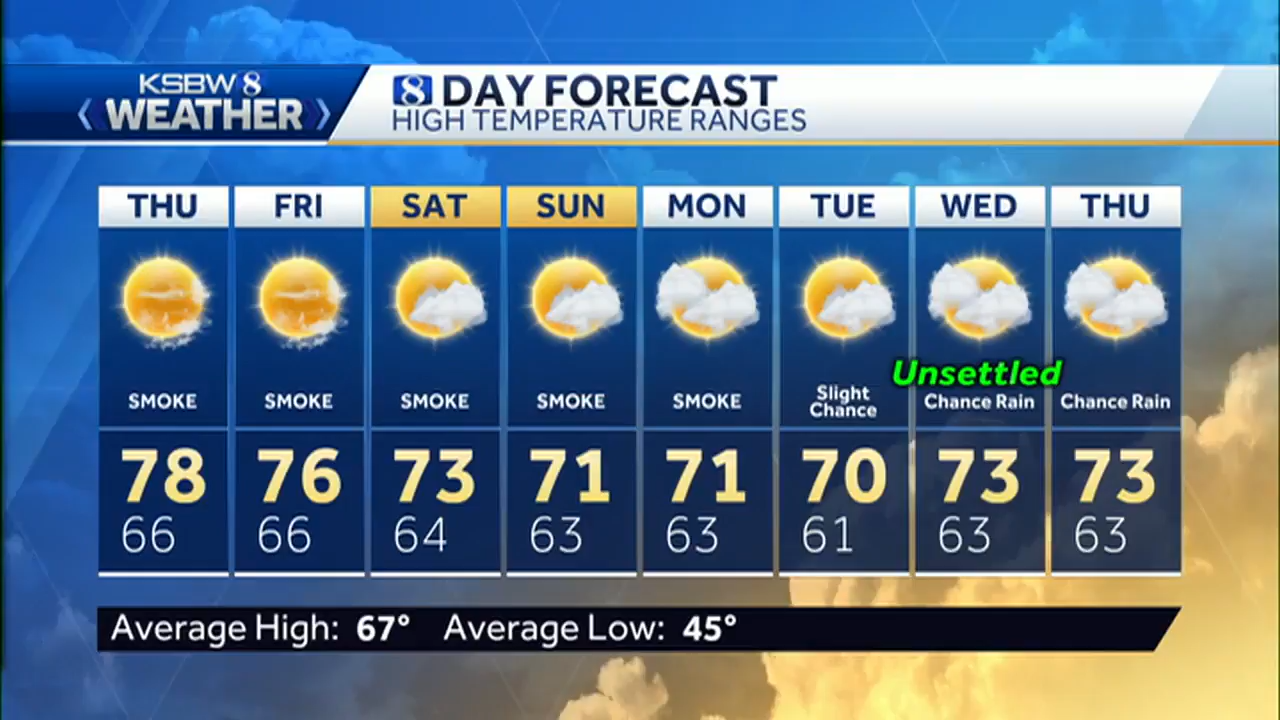 KSBW 8
WEATHER
8 DAY FORECAST
HIGH TEMPERATURE RANGES
THU FRI SAT SUN MON TUE WED THU
Unsettled
SMOKE SMOKE SMOKE SMOKE SMOKE Slight Chance Chance Rain Chance Rain
78 76 73 71 71 70 73 73
66 66 64 63 63 61 63 63
Average High: 67° Average Low: 45°